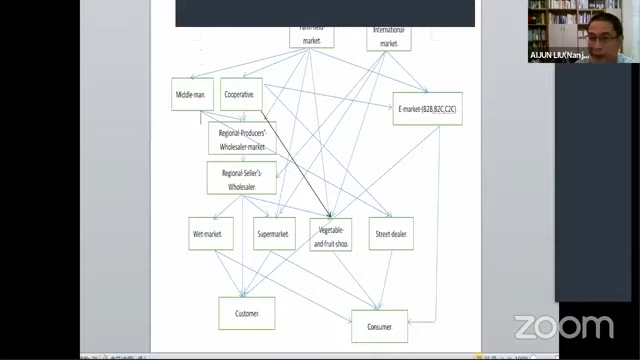 Farm field
market
International
market
AIJUN LIU(Nanj...
Middle-man
Cooperative
E-market-(B2B,B2C,C2C)
Regional-Producers'-
Wholesaler-market
Regional-Seller's-
Wholesaler
Wet-market
Supermarket
Vegetable-
and-fruit-shop
Street-dealer
Customer
Consumer
zoom